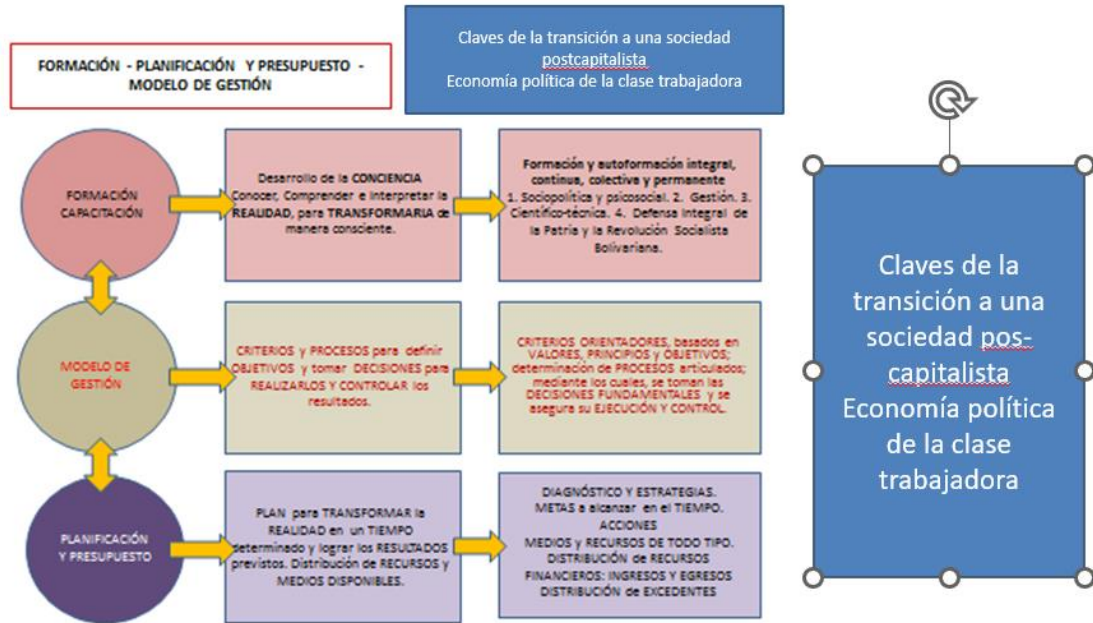 FORMACIÓN - PLANIFICACIÓN Y PRESUPUESTO -
MODELO DE GESTIÓN
Claves de la transición a una sociedad
postcapitalista
Economía política de la clase trabajadora
FORMACIÓN
CAPACITACIÓN
Desarrollo de la CONCIENCIA
Conocer, Comprender e Interpretar la
REALIDAD, para TRANSFORMARIA de
manera consciente.
Formación y autoformación integral,
continua, colectiva y permanente
1. Sociopolítica y psicosocial. 2. Gestión. 3.
Científico-técnica. 4. Defensa Integral de
la Patria y la Revolución Socialista
Bolivariana.
MODELO DE
GESTIÓN
CRITERIOS y PROCESOS para definir
OBJETIVOS y tomar DECISIONES para
REALIZARLOS Y CONTROLAR los
resultados.
CRITERIOS ORIENTADORES, basados en
VALORES, PRINCIPIOS y OBJETIVOS;
determinación de PROCESOS articulados;
mediante los cuales, se toman las
DECISIONES FUNDAMENTALES y se
asegura su EJECUCIÓN Y CONTROL.
PLANIFICACIÓN
Y PRESUPUESTO
PLAN para TRANSFORMAR la
REALIDAD en un TIEMPO
determinado y lograr los RESULTADOS
previstos. Distribución de RECURSOS y
MEDIOS DISPONIBLES.
DIAGNÓSTICO Y ESTRATEGIAS.
METAS a alcanzar en el TIEMPO.
ACCIONES
MEDIOS y RECURSOS DE TODO TIPO.
DISTRIBUCIÓN de RECURSOS
FINANCIEROS: INGRESOS Y EGRESOS
DISTRIBUCIÓN de EXCEDENTES
Claves de la
transición a una
sociedad pos-
capitalista
Economía política
de la clase
trabajadora